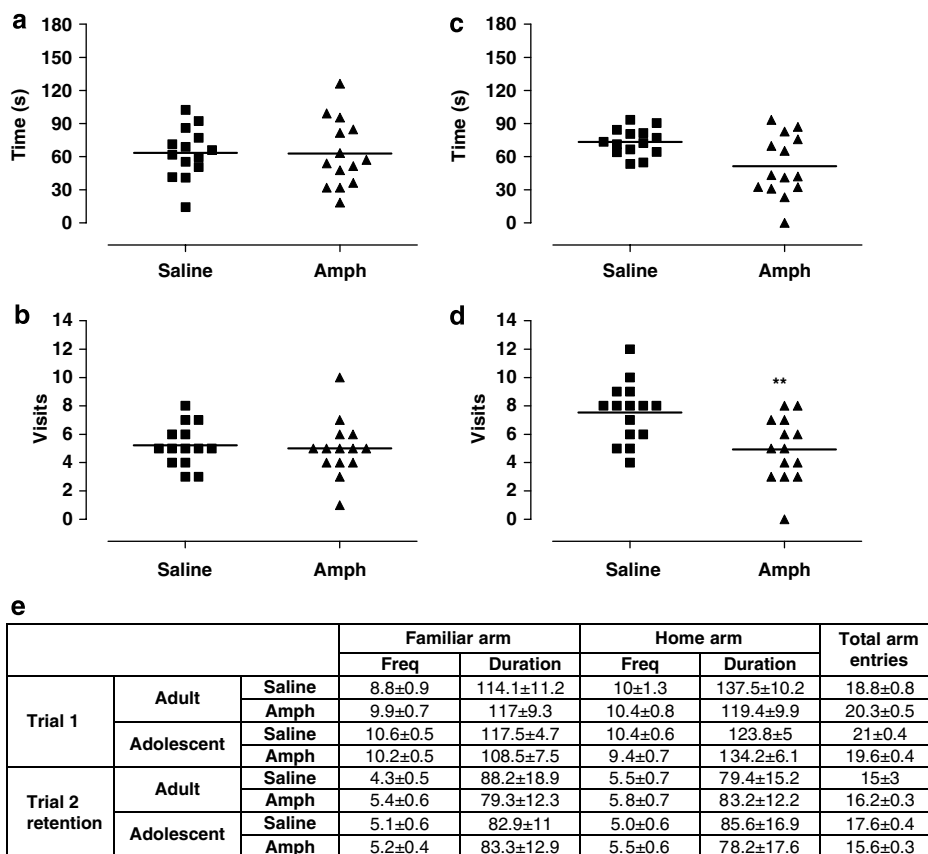 a
180
150
120
90
60
30
0
Time (s)
Saline Amph
c
180
150
120
90
60
30
0
Time (s)
Saline Amph
b
14
12
10
8
6
4
2
0
Visits
Saline Amph
d
14
12
10
8
6
4
2
0
Visits
**
Saline Amph
e
Familiar arm Home arm Total arm entries
Freq Duration Freq Duration
Trial 1 Adult Saline 8.8±0.9 114.1±11.2 10±1.3 137.5±10.2 18.8±0.8
Amph 9.9±0.7 117±9.3 10.4±0.8 119.4±9.9 20.3±0.5
Adolescent Saline 10.6±0.5 117.5±4.7 10.4±0.6 123.8±5 21±0.4
Amph 10.2±0.5 108.5±7.5 9.4±0.7 134.2±6.1 19.6±0.4
Trial 2 retention Adult Saline 4.3±0.5 88.2±18.9 5.5±0.7 79.4±15.2 15±3
Amph 5.4±0.6 79.3±12.3 5.8±0.7 83.2±12.2 16.2±0.3
Adolescent Saline 5.1±0.6 82.9±11 5.0±0.6 85.6±16.9 17.6±0.4
Amph 5.2±0.4 83.3±12.9 5.5±0.6 78.2±17.6 15.6±0.3